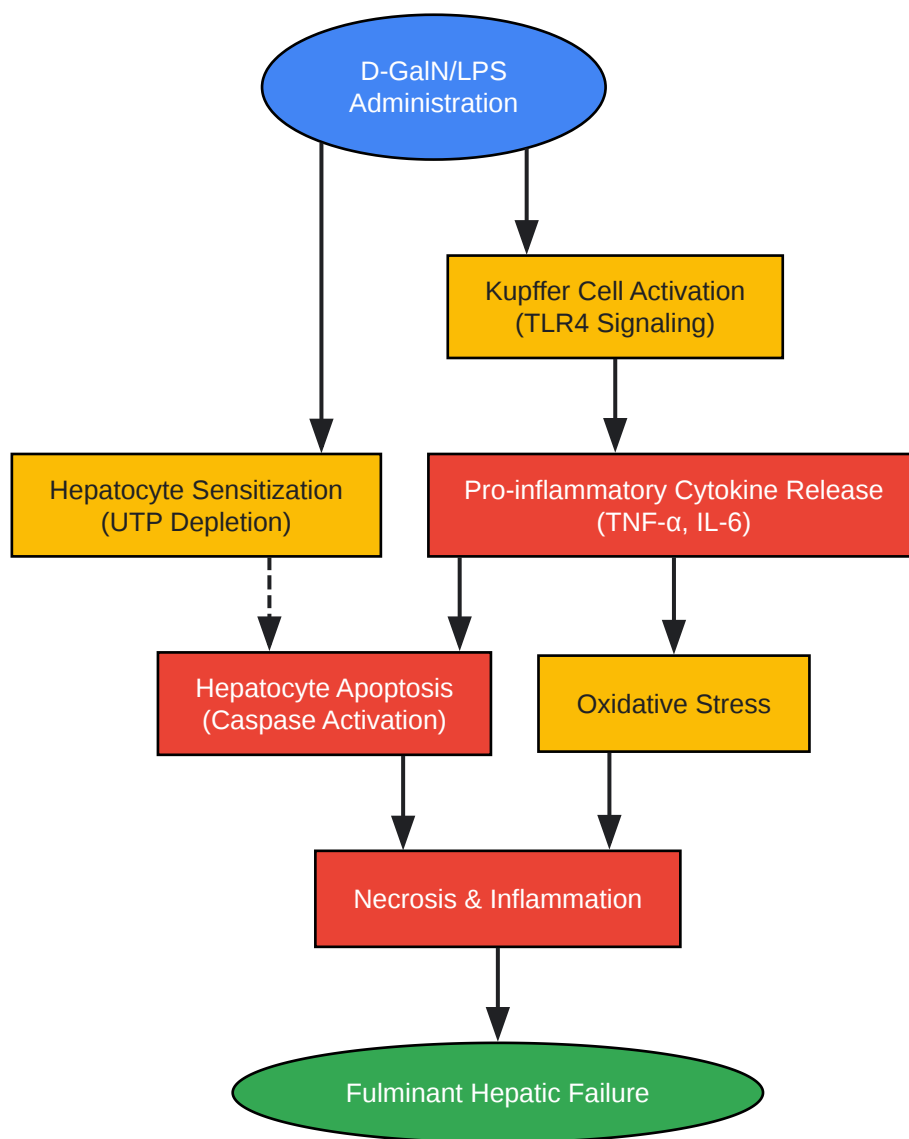 D-GalN/LPS
Administration
Kupffer Cell Activation
(TLR4 Signaling)
Hepatocyte Sensitization
(UTP Depletion)
Pro-inflammatory Cytokine Release
(TNF-α, IL-6)
Hepatocyte Apoptosis
(Caspase Activation)
Oxidative Stress
Necrosis & Inflammation
Fulminant Hepatic Failure